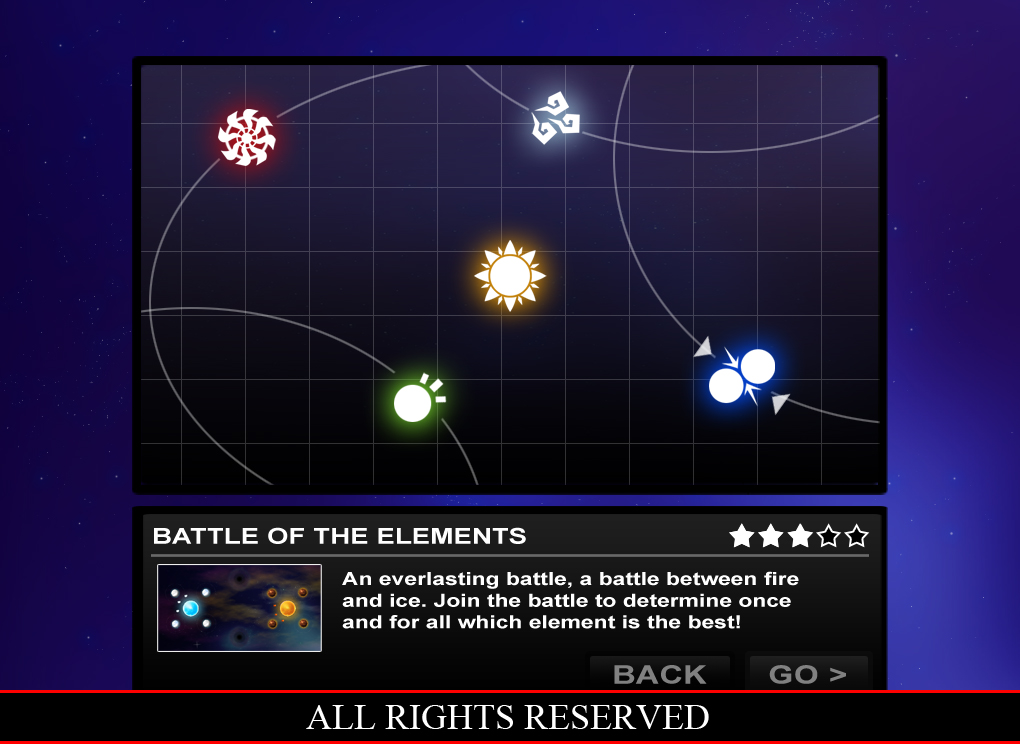 BATTLE OF THE ELEMENTS
An everlasting battle, a battle between fire
and ice. Join the battle to determine once
and for all which element is the best!
BACK GO >
ALL RIGHTS RESERVED